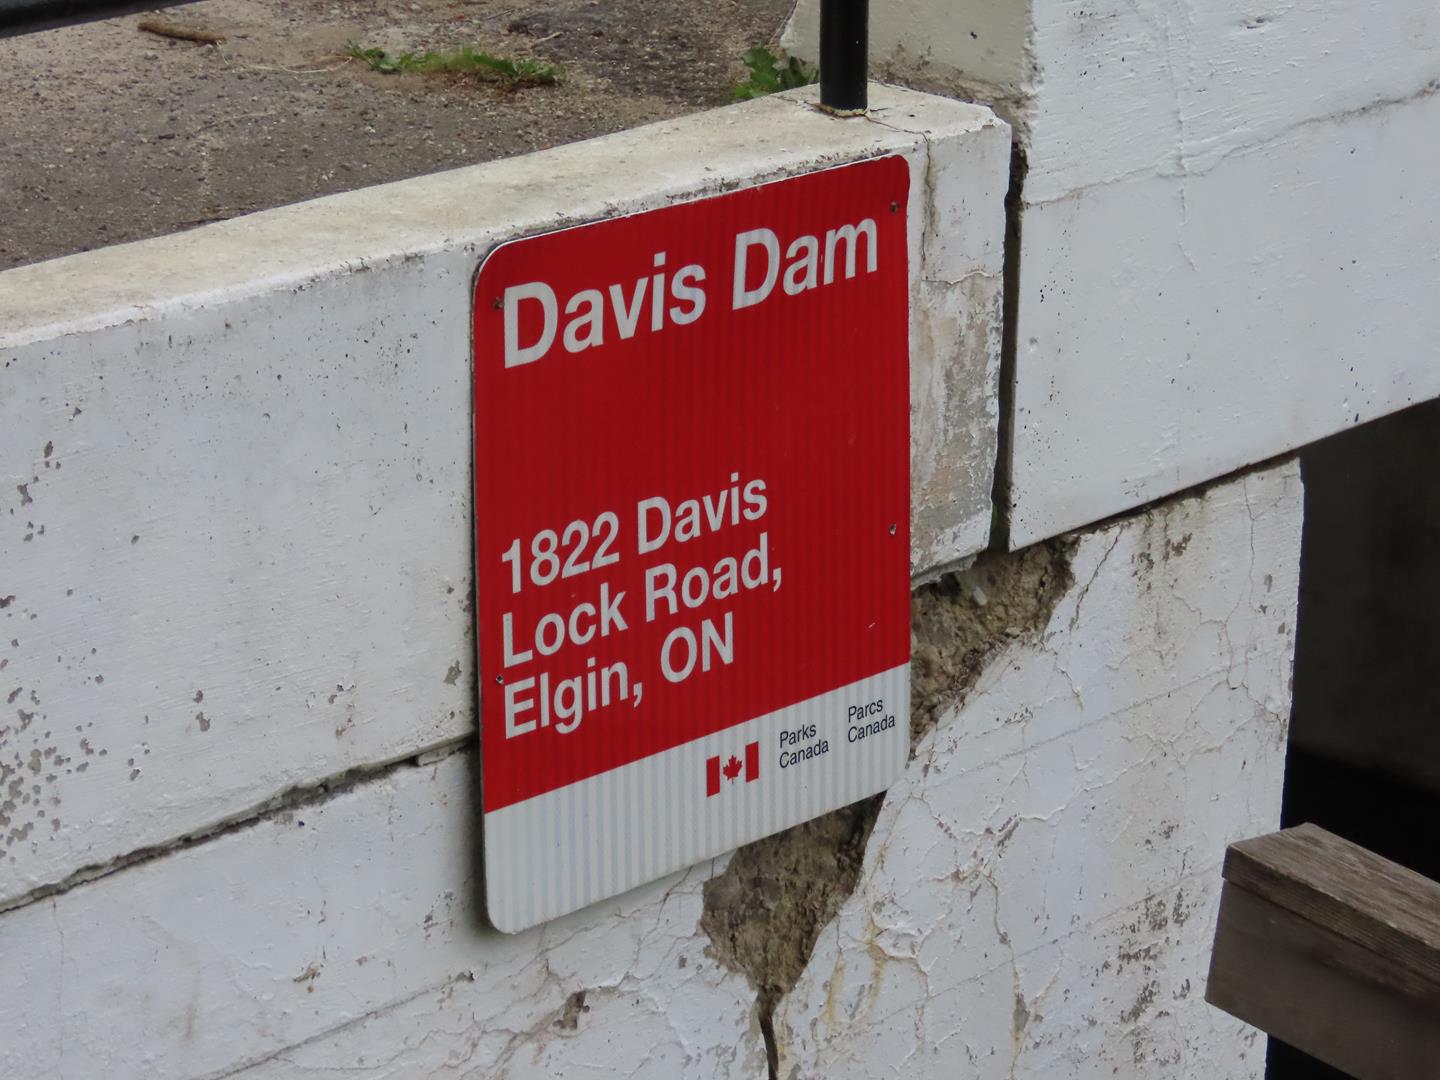 Davis Dam
1822 Davis
Lock Road,
Elgin, ON
Parks
Canada
Parcs
Canada